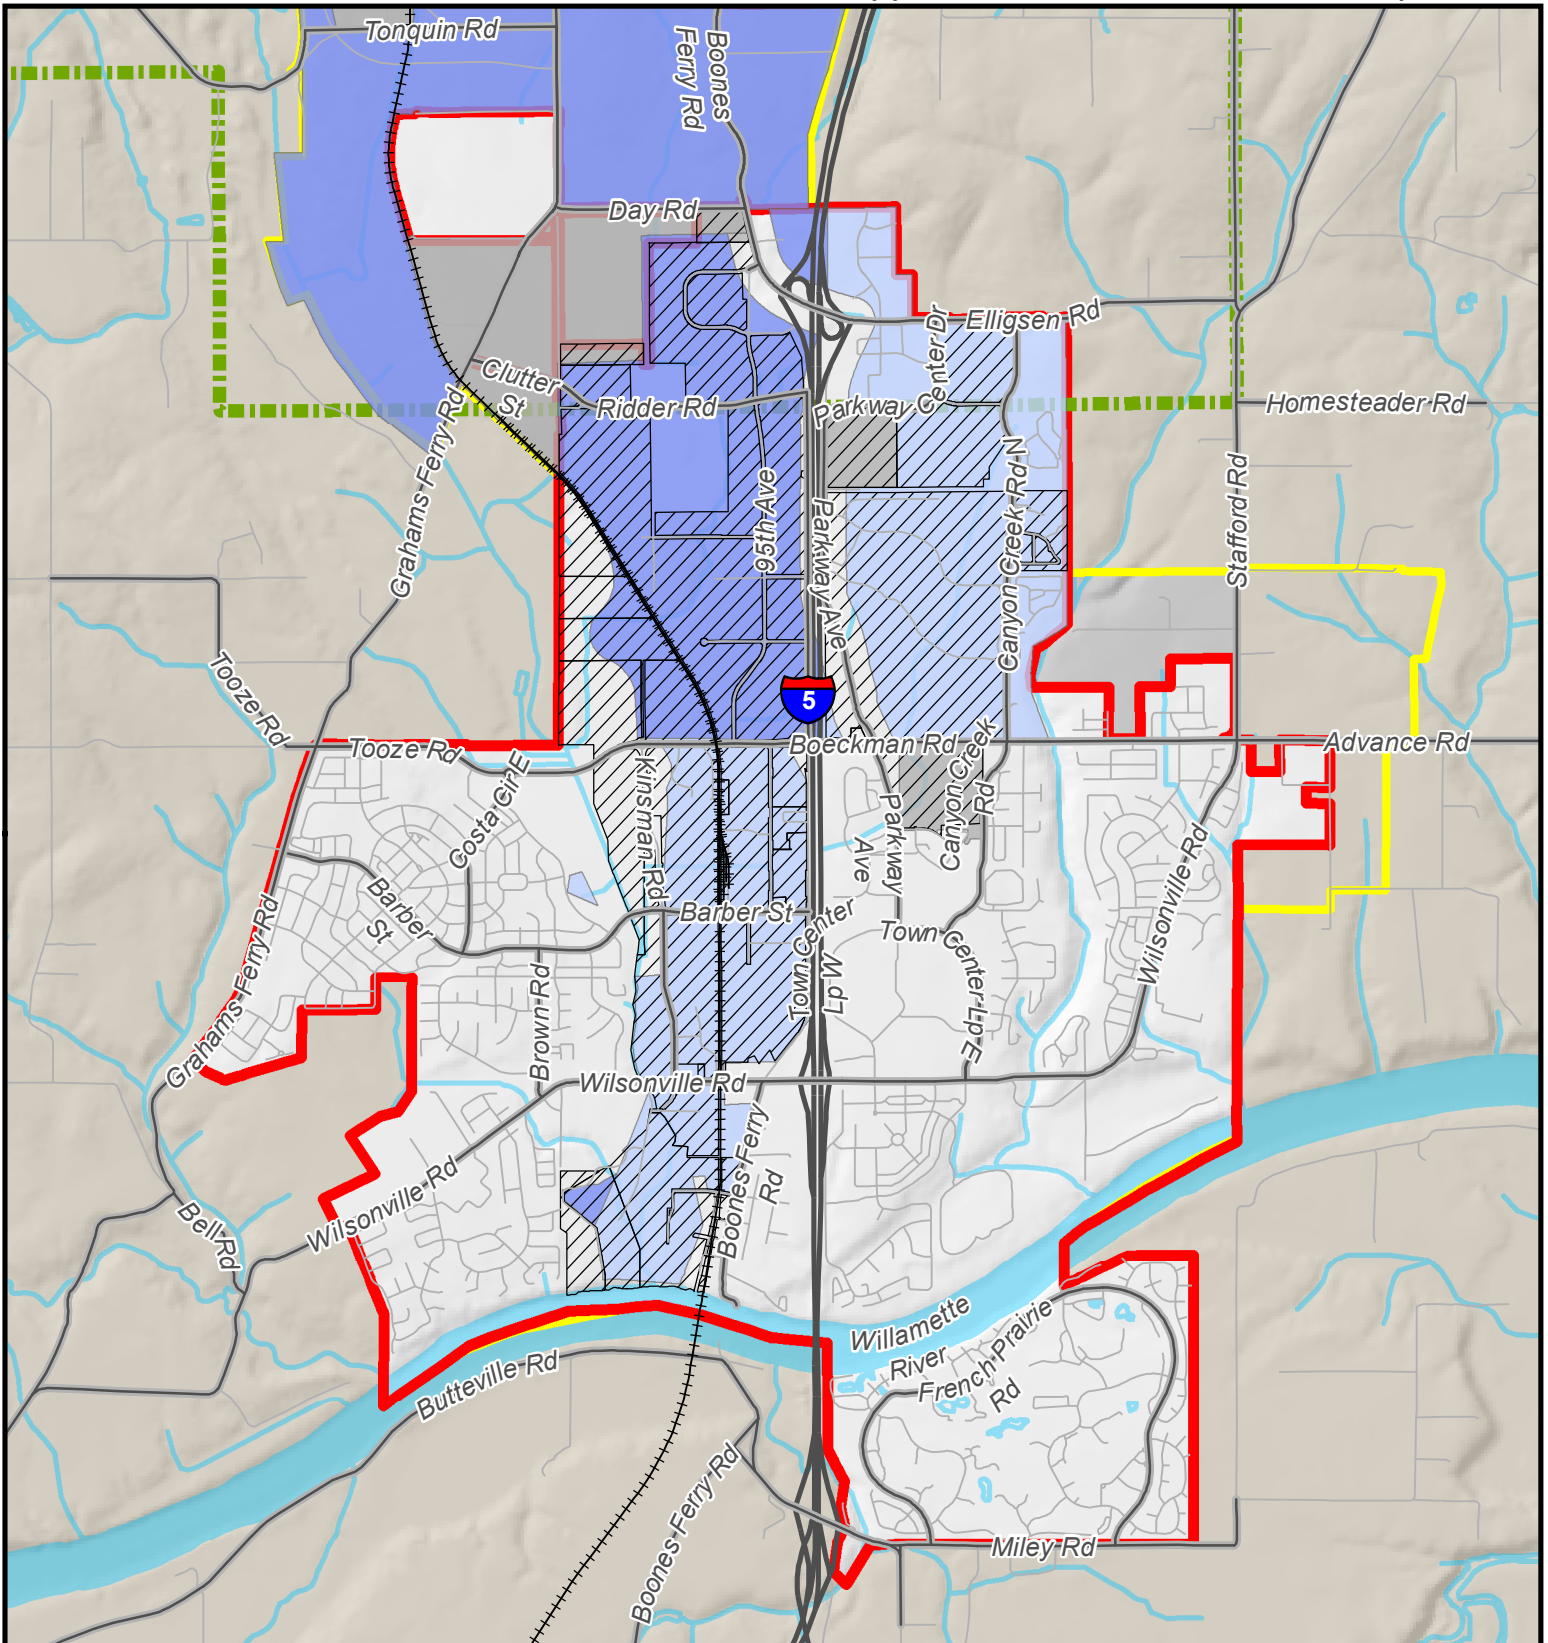 Tonquin Rd
Boones
Ferry Rd
Day Rd
Elligsen Rd
Parkway Center Dr
Clutter
St
Ridder Rd
Homesteader Rd
Grahams Ferry Rd
95th Ave
Parkway Ave
Canyon Creek Rd N
Stafford Rd
5
Tooze Rd
Tooze Rd
Boeckman Rd
Advance Rd
Costa Cir E
Kinsman Rd
Parkway
Ave
Canyon Creek
Rd
Wilsonville Rd
Barber
St
Barber St
Town Center
Lp W
Town Center Lp E
Grahams Ferry Rd
Brown Rd
Wilsonville Rd
Boones Ferry
Rd
Wilsonville Rd
Bell Rd
Willamette
River
French Prairie
Rd
Butteville Rd
Boones Ferry Rd
Miley Rd